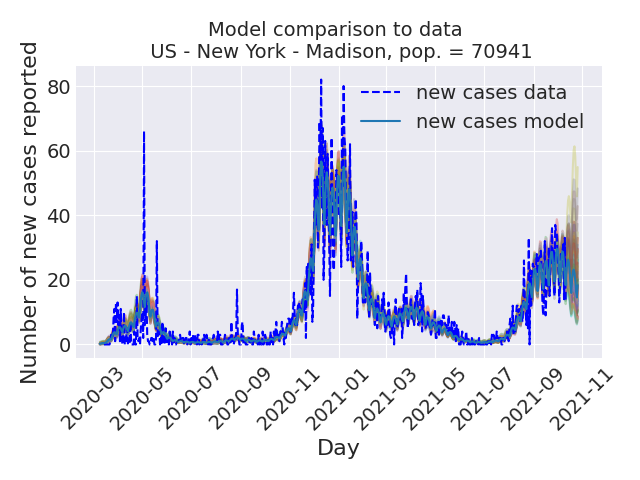 Model comparison to data
US - New York - Madison, pop. = 70941
Number of new cases reported
80
60
40
20
0
new cases data
new cases model
2020-03
2020-05
2020-07
2020-09
2020-11
2021-01
2021-03
2021-05
2021-07
2021-09
2021-11
Day